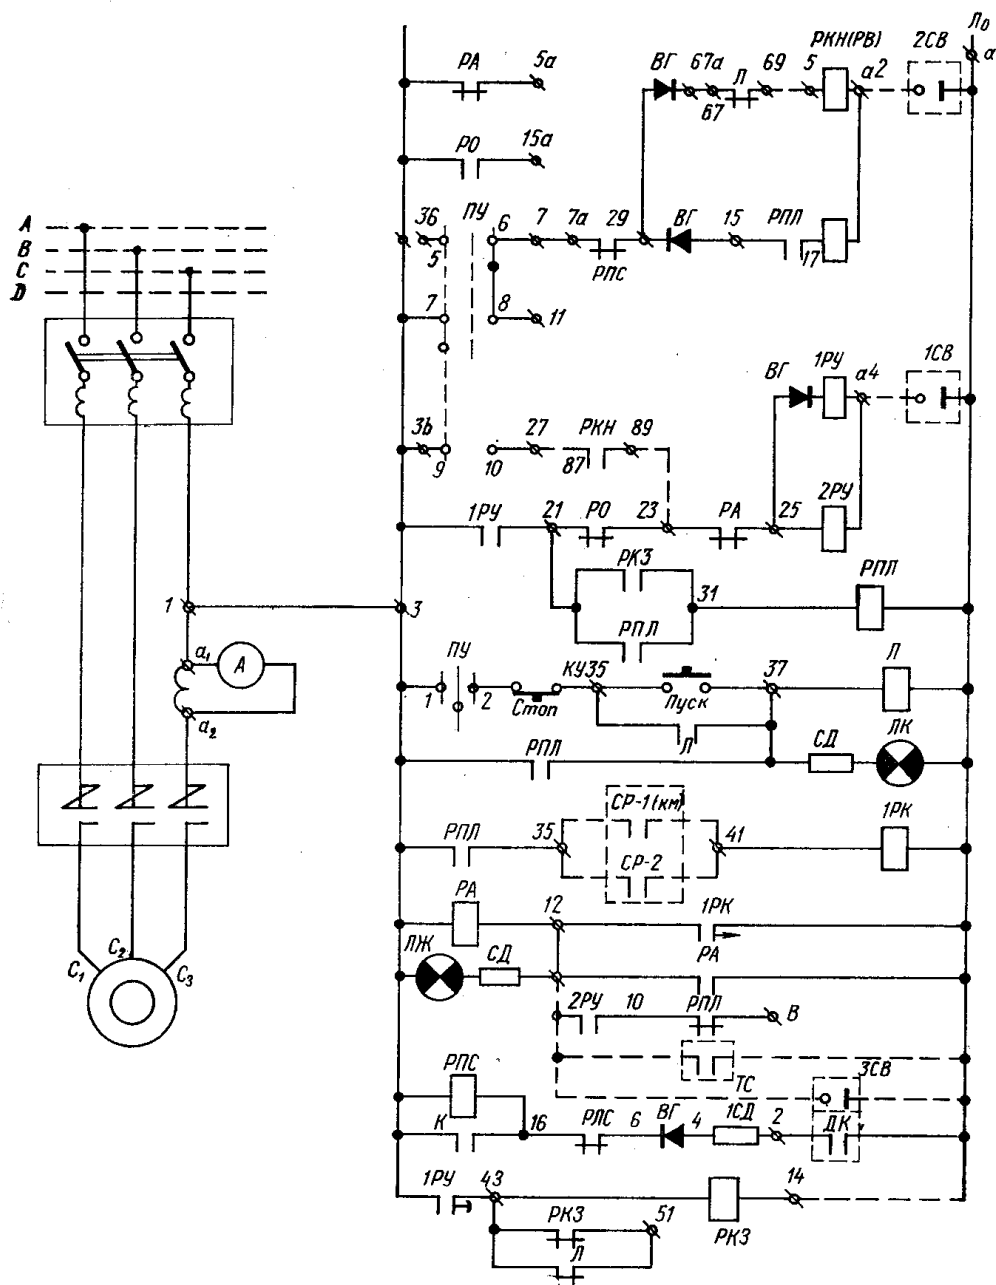 Л₀
РКН(РВ) 2СВ
РА 5а ВГ 67а Л 69 5 а2 а
67
РО 15а
А
В
С
D
36 ПУ 6 7 7а 29 ВГ 15 РПЛ
5 РПС 17
7 8 11
ВГ 1РУ а4 1СВ
3b 27 РКН 89
9 10 87
1РУ 21 РО 23 РА 25 2РУ
РКЗ 31 РПЛ
1 3
РПЛ
а₁ А
ПУ КУ35 37 Л
1 2 Стоп Пуск
а₂
Л
РПЛ СД ЛК
СР-1(км)
РПЛ 35 41 1РК
СР-2
РА 12 1РК
ЛЖ СД РА
С₁ С₂ С₃
2РУ 10 РПЛ В
РПС ТС 3СВ
К 16 РЛС 6 ВГ 4 1СД 2 ДК
1РУ 43 14
РКЗ 51 РКЗ
Л